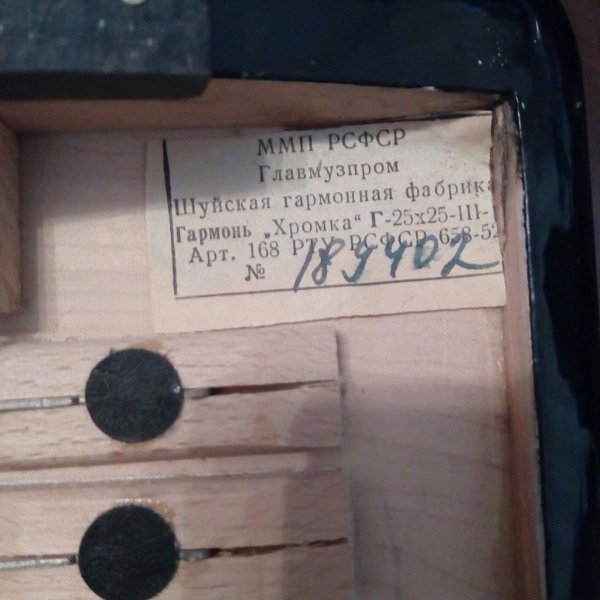 ММП РСФСР
Главмузпром
Шуйская гармонная фабрика
Гармонь „Хромка“ Г-25х25-III-
Арт. 168 РТУ РСФСР 658-52
№ 189402